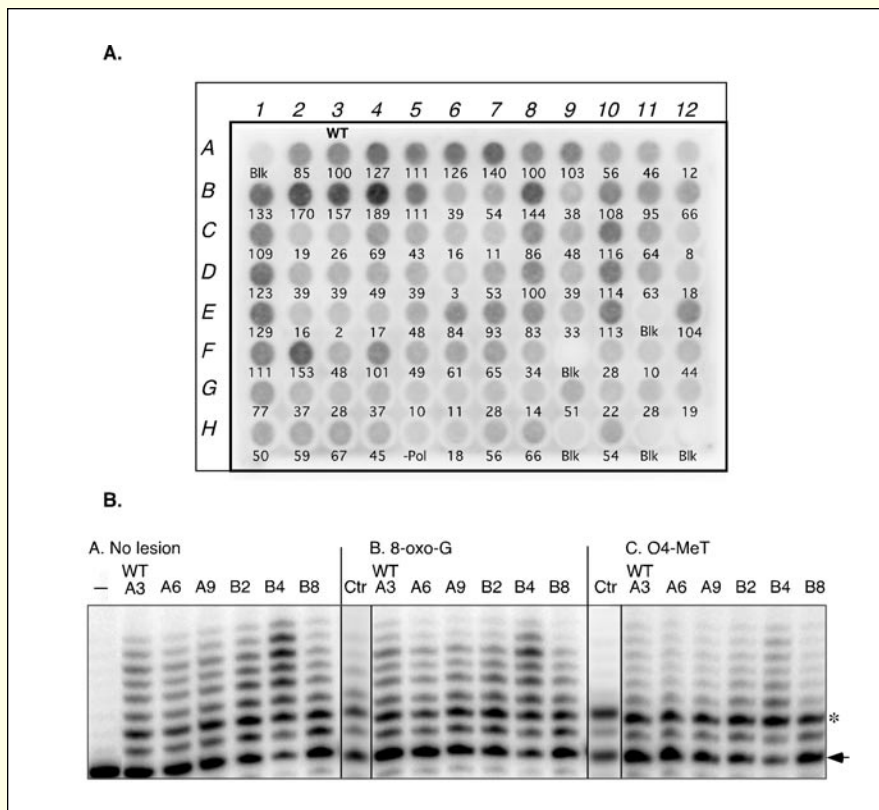 A.
1 2 3 4 5 6 7 8 9 10 11 12
WT
A
Blk 85 100 127 111 126 140 100 103 56 46 12
B
133 170 157 189 111 39 54 144 38 108 95 66
C
109 19 26 69 43 16 11 86 48 116 64 8
D
123 39 39 49 39 3 53 100 39 114 63 18
E
129 16 2 17 48 84 93 83 33 113 Blk 104
F
111 153 48 101 49 61 65 34 Blk 28 10 44
G
77 37 28 37 10 11 28 14 51 22 28 19
H
50 59 67 45 -Pol 18 56 66 Blk 54 Blk Blk
B.
A. No lesion B. 8-oxo-G C. O4-MeT
WT WT WT
– A3 A6 A9 B2 B4 B8 Ctr A3 A6 A9 B2 B4 B8 Ctr A3 A6 A9 B2 B4 B8
*